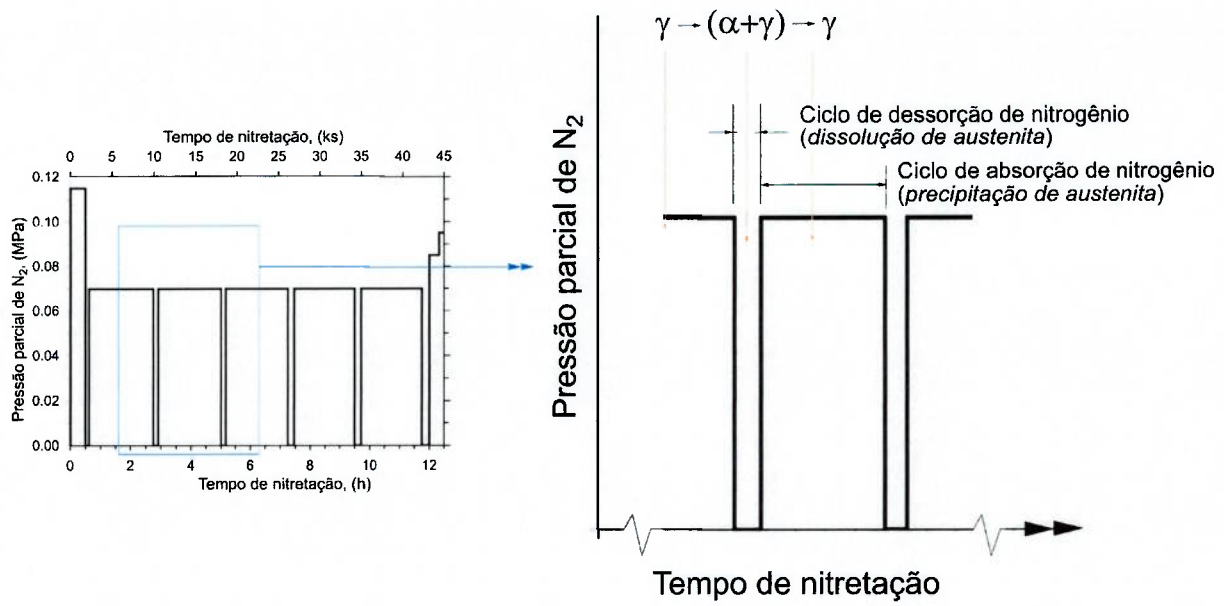 Tempo de nitretação, (ks)
0 5 10 15 20 25 30 35 40 45
Pressão parcial de N2, (MPa)
0.12
0.10
0.08
0.06
0.04
0.02
0.00
0 2 4 6 8 10 12
Tempo de nitretação, (h)
γ → (α+γ) → γ
Pressão parcial de N2
Ciclo de dessorção de nitrogênio
(dissolução de austenita)
Ciclo de absorção de nitrogênio
(precipitação de austenita)
Tempo de nitretação